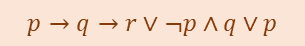 p → q → r ∨ ¬p ∧ q ∨ p